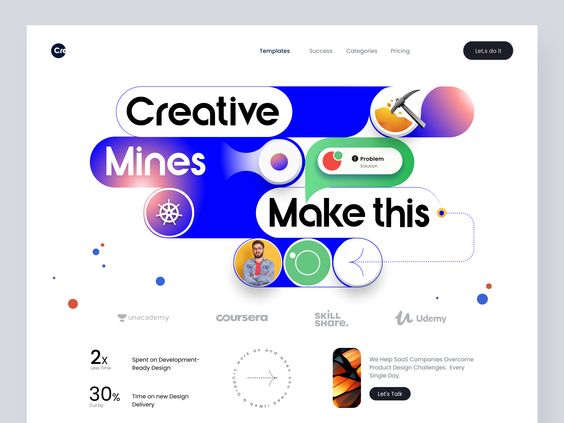 Cre
Templates
Success
Categories
Pricing
Let,s do it
Creative
Mines
Problem
Solution
Make this
unacademy
coursera
SKILL
SHARE.
Udemy
2x
Less Time
Spent on Development-
Ready Design
30%
Cut by
Time on new Design
Delivery
We Help SaaS Companies Overcome
Product Design Challenges. Every
Single Day.
Let's Talk